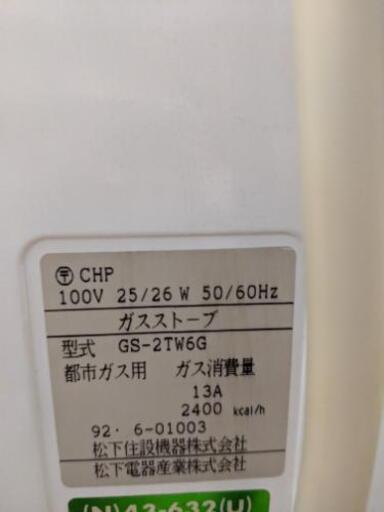 〶 CHP
100V 25/26 W 50/60Hz
ガスストーブ
型式 GS-2TW6G
都市ガス用 ガス消費量
13A
2400 kcal/h
92・6-01003
松下住設機器株式会社
松下電器産業株式会社
(N)43-632(U)